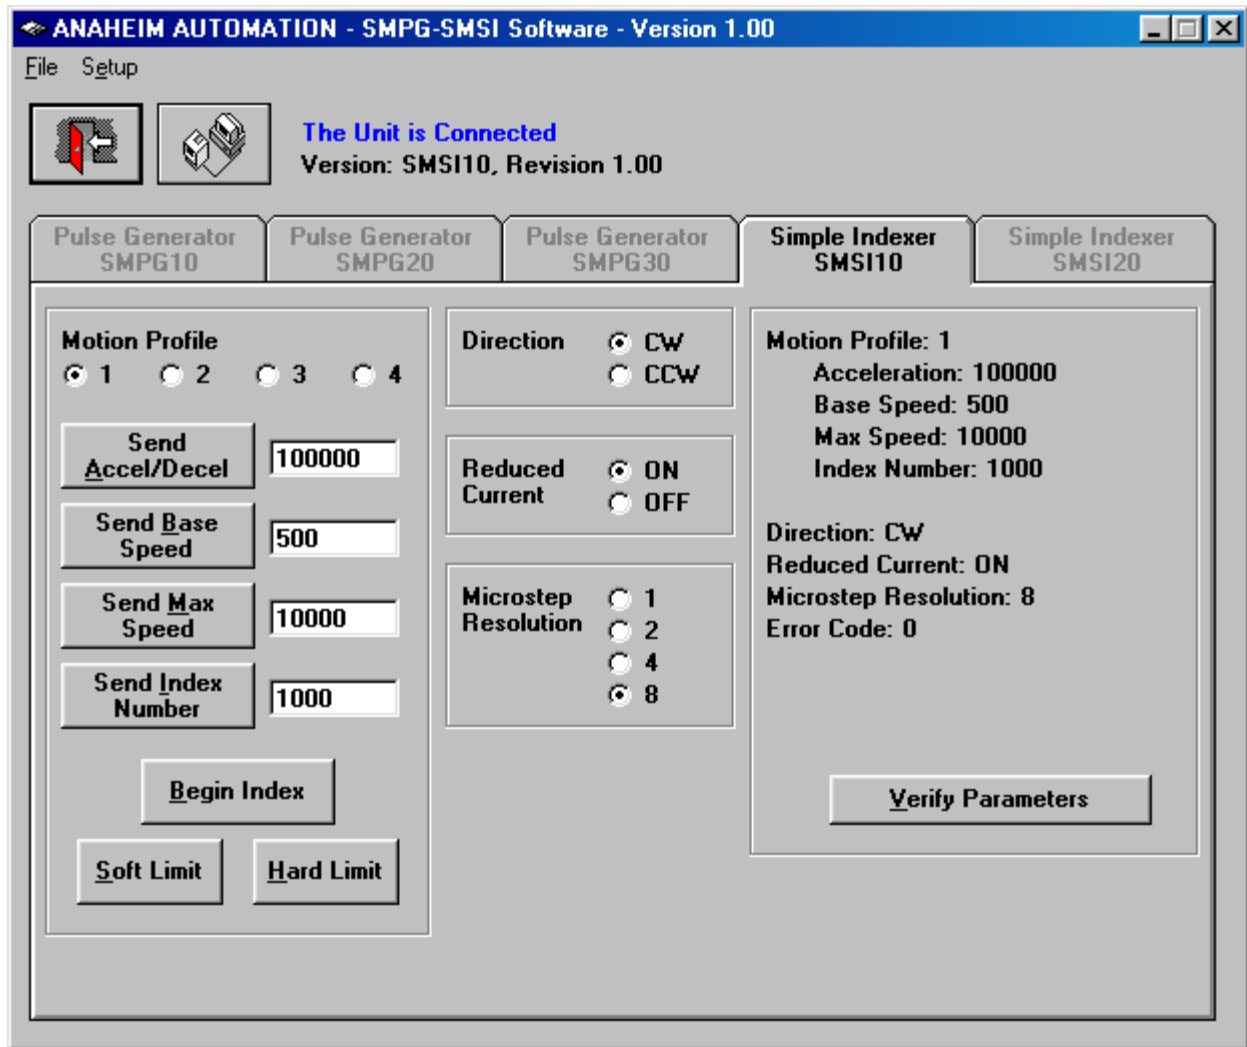 ANAHEIM AUTOMATION - SMPG-SMSI Software - Version 1.00
File Setup
The Unit is Connected
Version: SMSI10, Revision 1.00
Pulse Generator
SMPG10
Pulse Generator
SMPG20
Pulse Generator
SMPG30
Simple Indexer
SMSI10
Simple Indexer
SMSI20
Motion Profile
1 2 3 4
Send
Accel/Decel
100000
Send Base
Speed
500
Send Max
Speed
10000
Send Index
Number
1000
Begin Index
Soft Limit
Hard Limit
Direction
CW
CCW
Reduced
Current
ON
OFF
Microstep
Resolution
1
2
4
8
Motion Profile: 1
Acceleration: 100000
Base Speed: 500
Max Speed: 10000
Index Number: 1000
Direction: CW
Reduced Current: ON
Microstep Resolution: 8
Error Code: 0
Verify Parameters